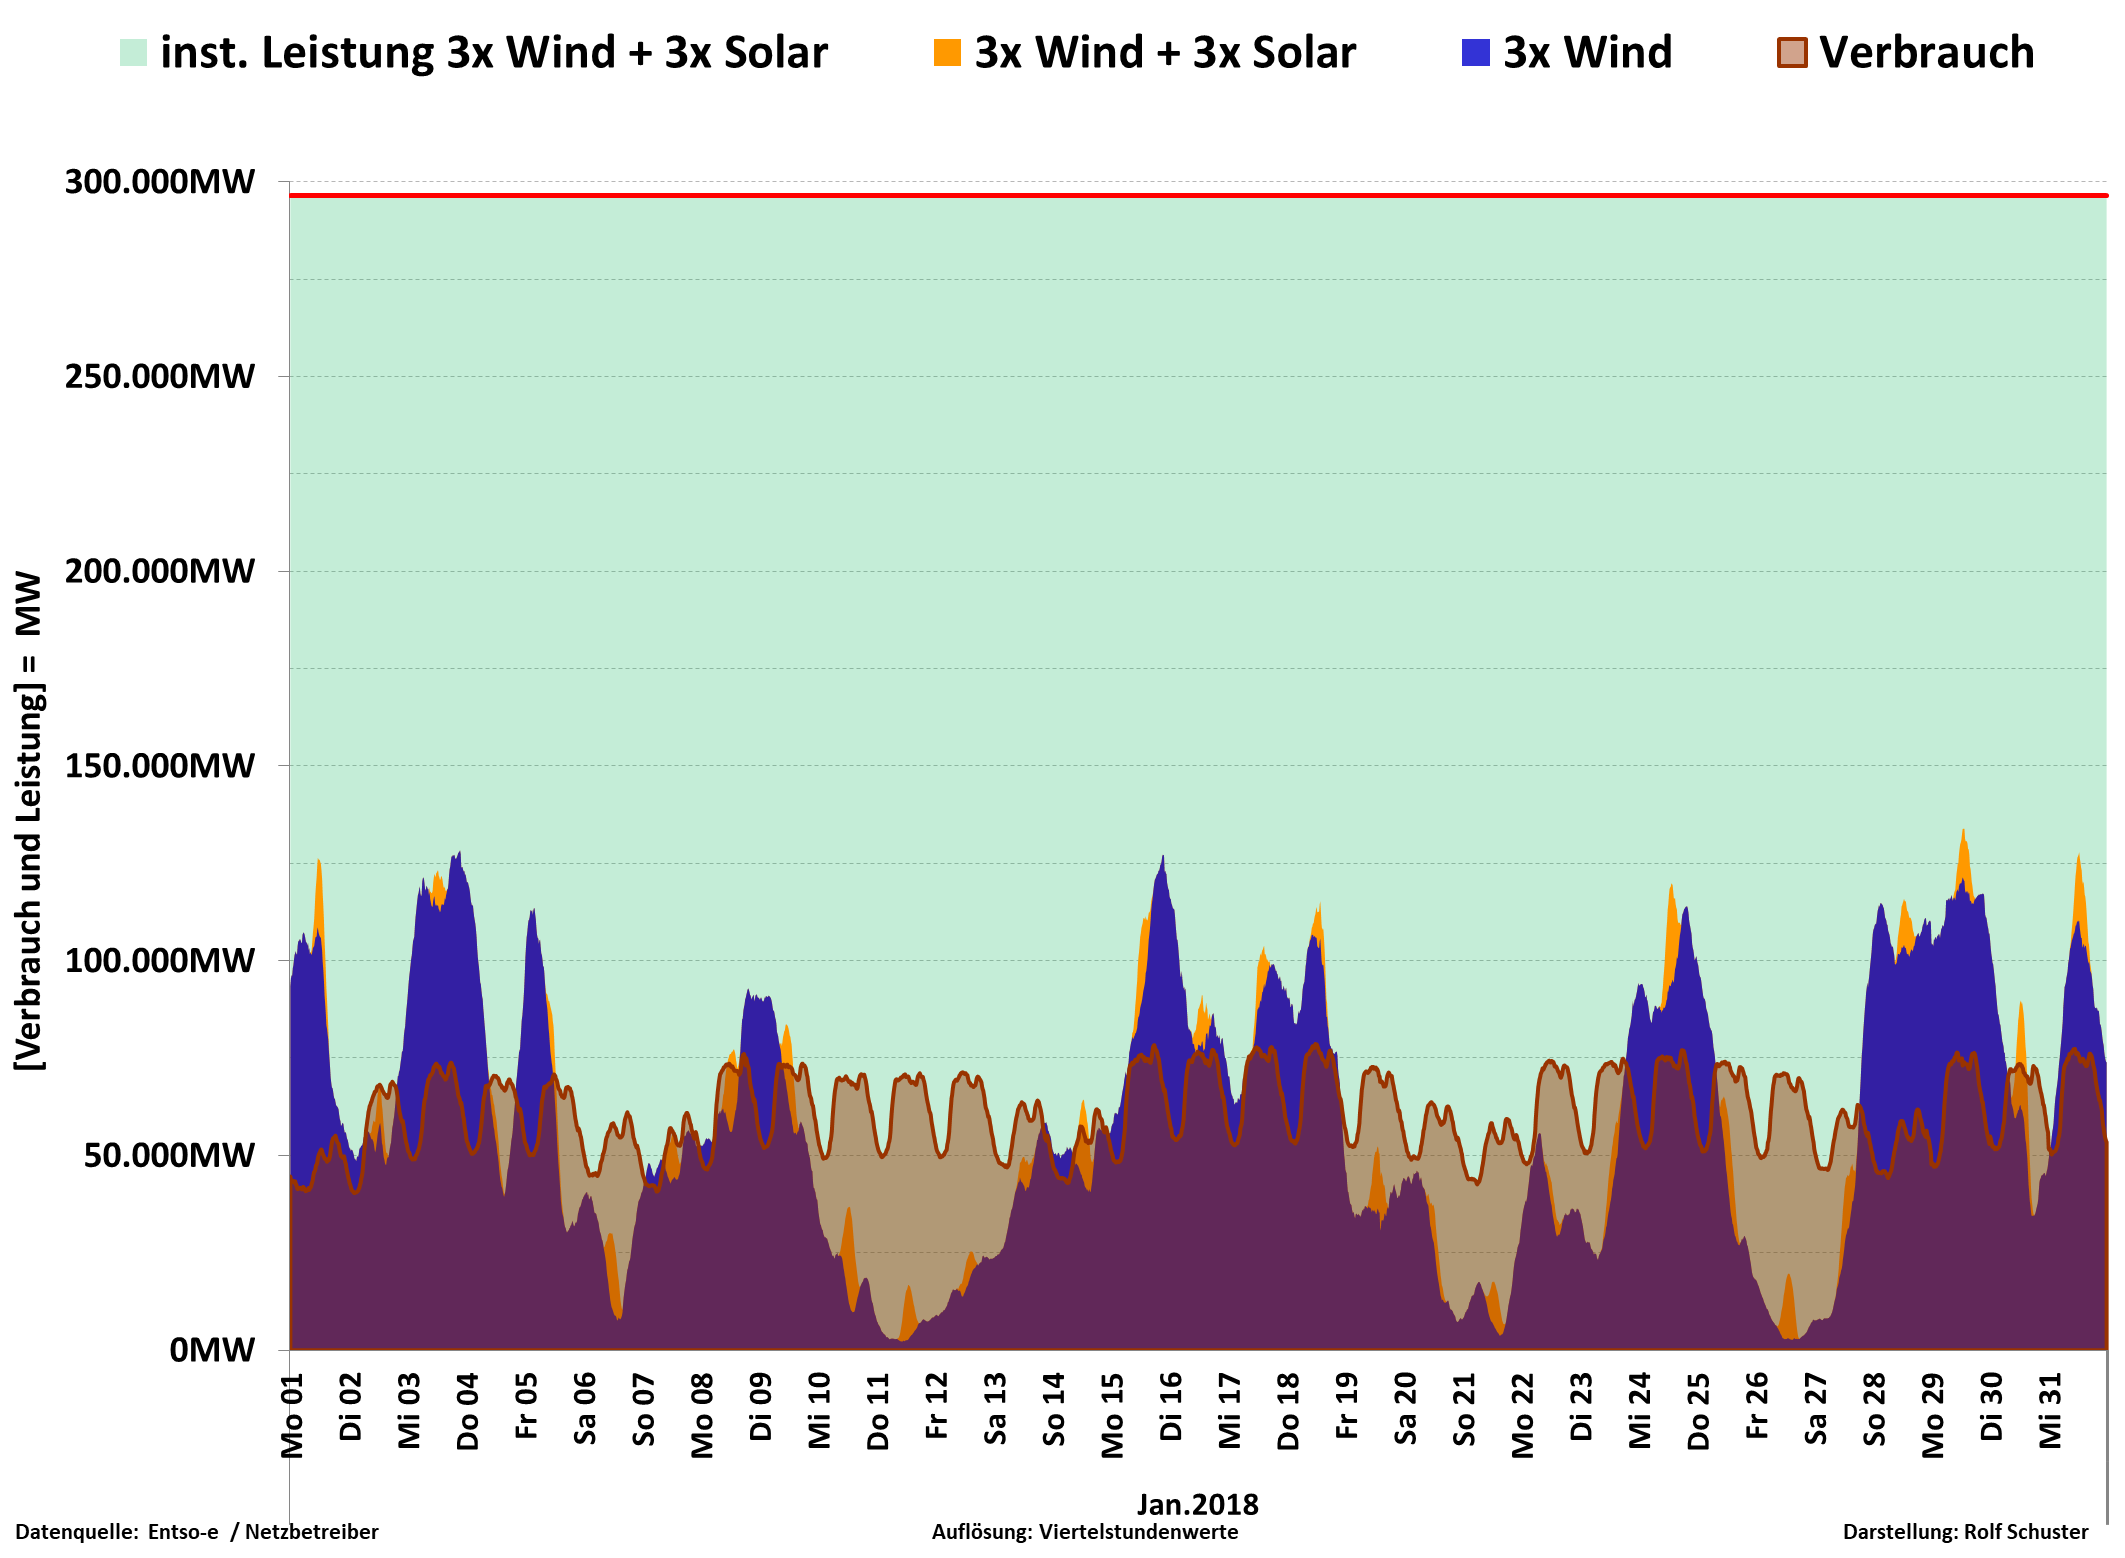 inst. Leistung 3x Wind + 3x Solar 3x Wind + 3x Solar 3x Wind Verbrauch
300.000MW
250.000MW
200.000MW
150.000MW
100.000MW
50.000MW
0MW
[Verbrauch und Leistung] = MW
Mo 01
Di 02
Mi 03
Do 04
Fr 05
Sa 06
So 07
Mo 08
Di 09
Mi 10
Do 11
Fr 12
Sa 13
So 14
Mo 15
Di 16
Mi 17
Do 18
Fr 19
Sa 20
So 21
Mo 22
Di 23
Mi 24
Do 25
Fr 26
Sa 27
So 28
Mo 29
Di 30
Mi 31
Jan.2018
Datenquelle: Entso-e / Netzbetreiber Auflösung: Viertelstundenwerte Darstellung: Rolf Schuster